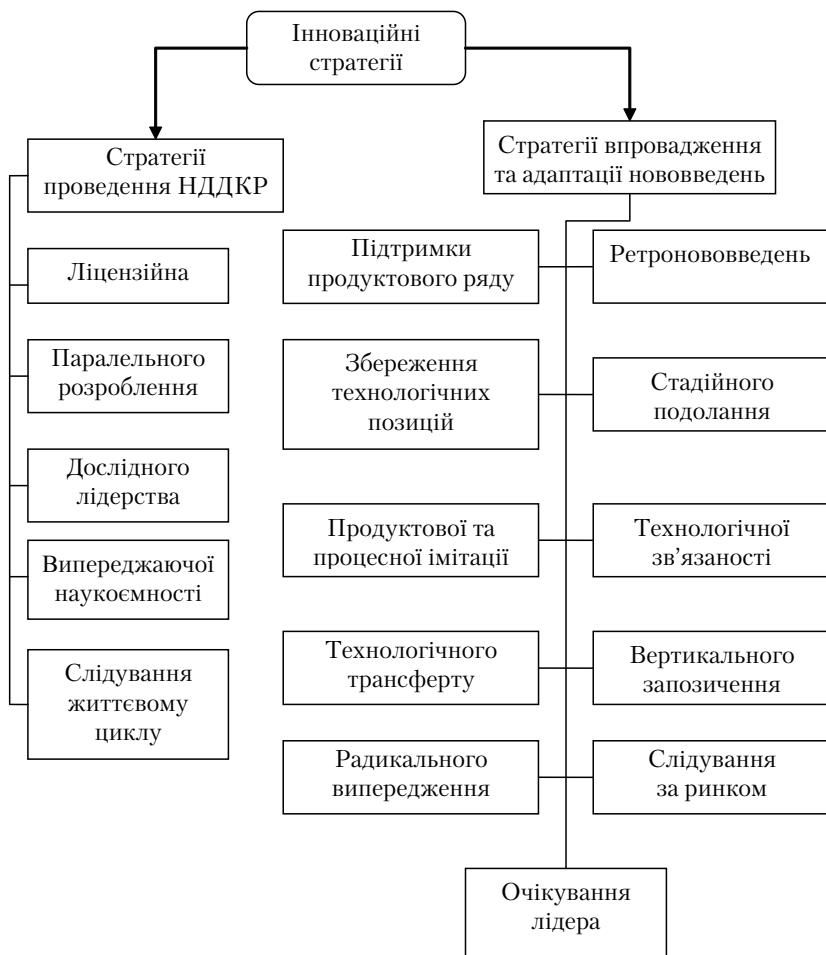 Інноваційні
стратегії
Стратегії
проведення НДДКР
Ліцензійна
Паралельного
розроблення
Дослідного
лідерства
Випереджаючої
наукоємності
Слідування
життєвому
циклу
Стратегії впровадження
та адаптації нововведень
Підтримки
продуктового ряду
Ретронововведень
Збереження
технологічних
позицій
Стадійного
подолання
Продуктової та
процесної імітації
Технологічної
зв’язаності
Технологічного
трансферту
Вертикального
запозичення
Радикального
випередження
Слідування
за ринком
Очікування
лідера